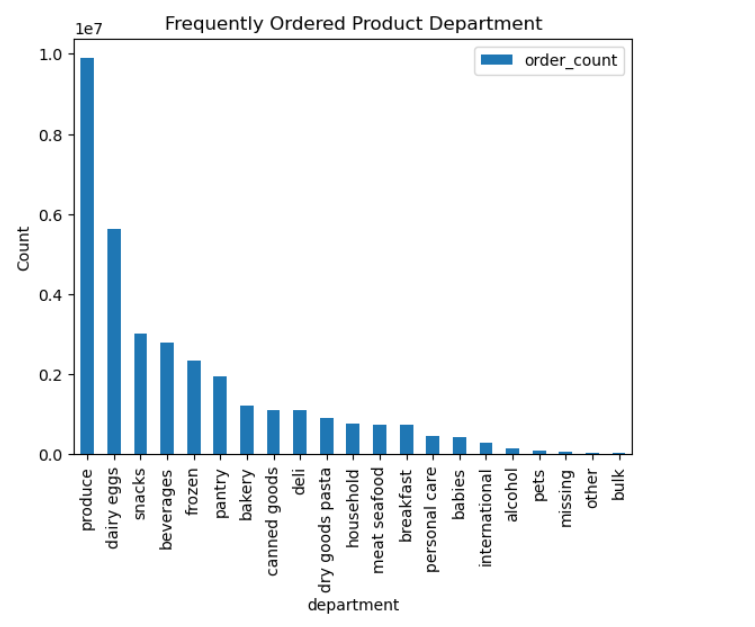 Frequently Ordered Product Department
1e7
order_count
1.0
0.8
0.6
0.4
0.2
0.0
Count
produce
dairy eggs
snacks
beverages
frozen
pantry
bakery
canned goods
deli
dry goods pasta
household
meat seafood
breakfast
personal care
babies
international
alcohol
pets
missing
other
bulk
department